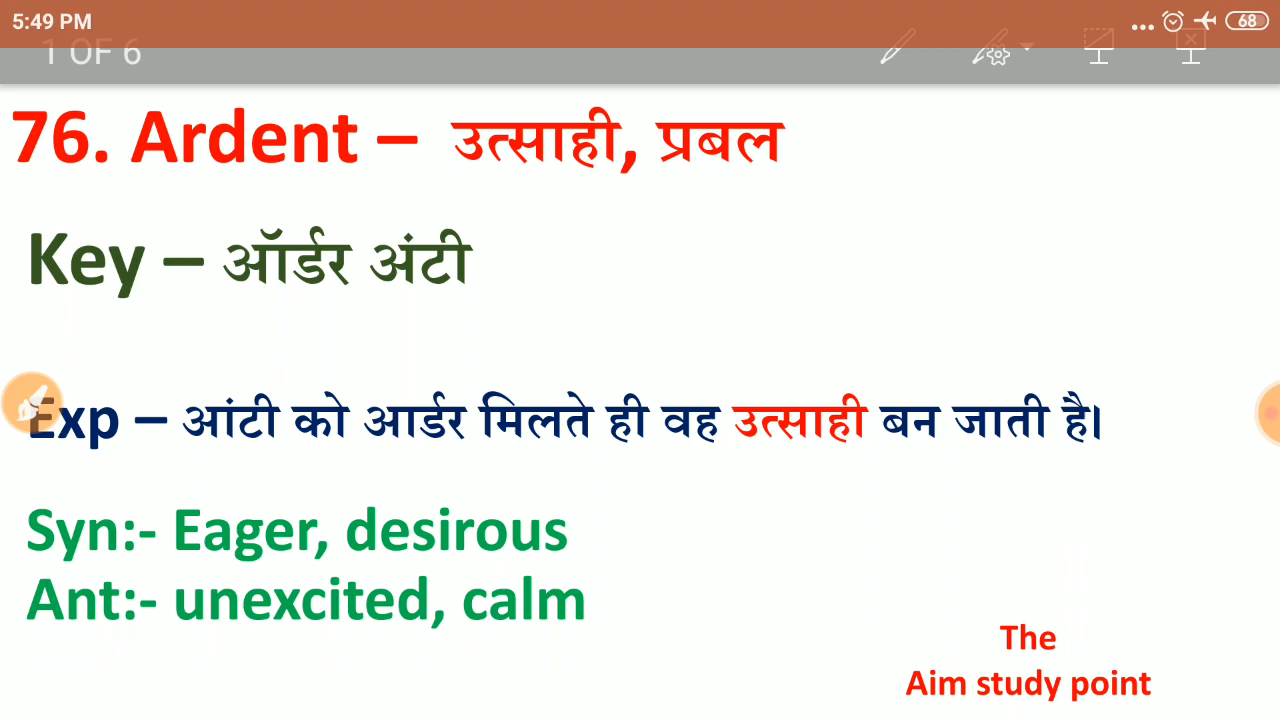 5:49 PM
68
1 OF 6
76. Ardent – उत्साही, प्रबल
Key – ऑर्डर अंटी
Exp – आंटी को आर्डर मिलते ही वह उत्साही बन जाती है।
Syn:- Eager, desirous
Ant:- unexcited, calm
The
Aim study point